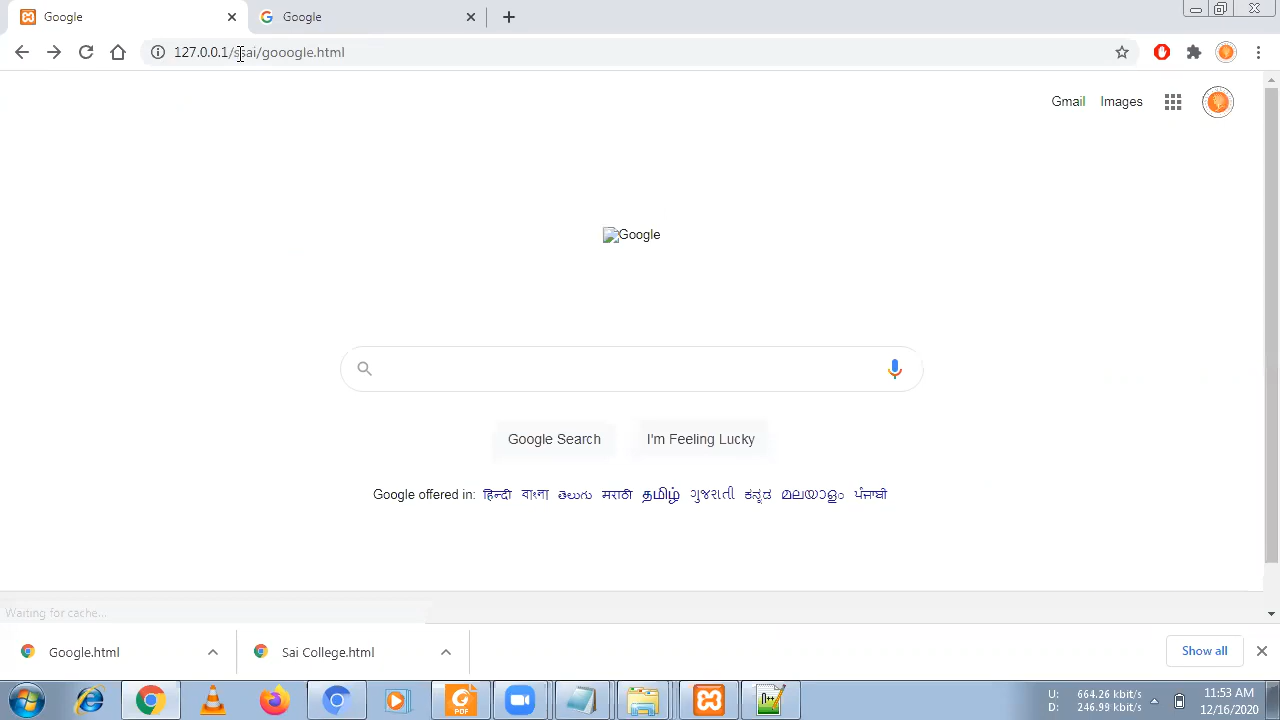 Google
Google
127.0.0.1/ssai/gooogle.html
Gmail Images
Google
Google Search
I'm Feeling Lucky
Google offered in: हिन्दी বাংলা తెలుగు मराठी தமிழ் ગુજરાતી ಕನ್ನಡ മലയാളം ਪੰਜਾਬੀ
Waiting for cache...
Google.html
Sai College.html
Show all
PDF
U: 664.26 kbit/s
D: 246.99 kbit/s
11:53 AM
12/16/2020